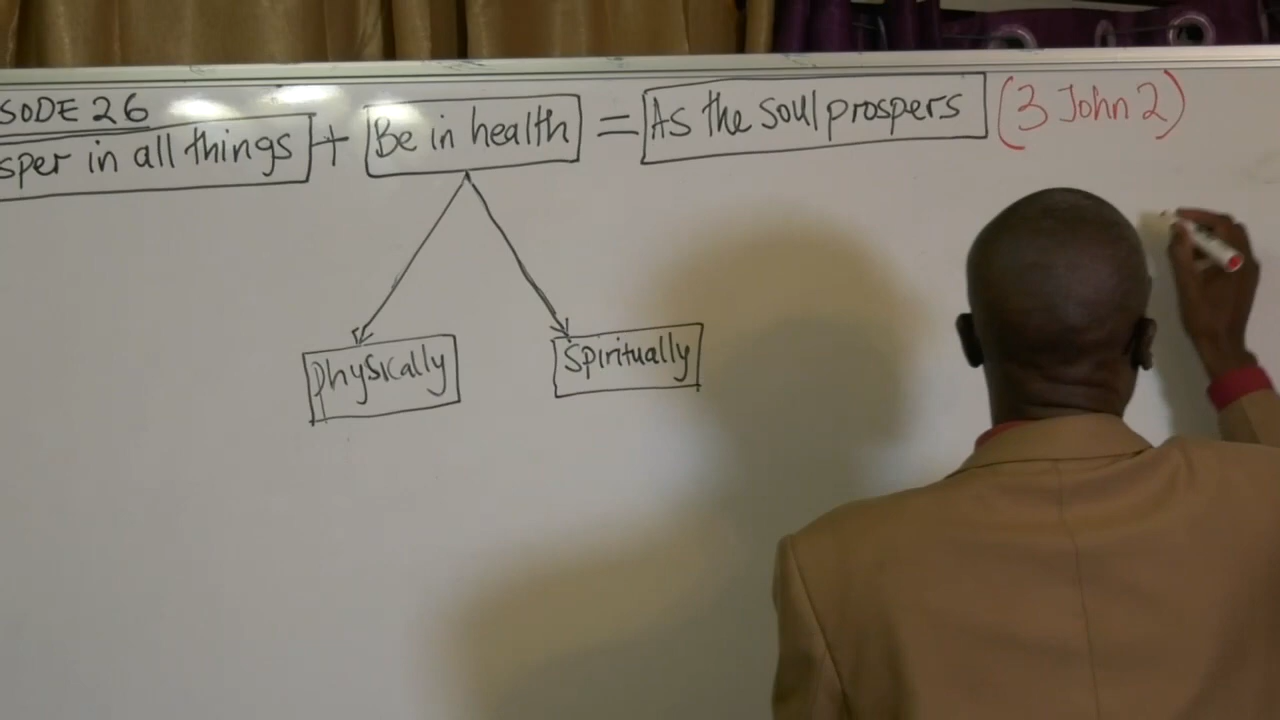 SODE 26
sper in all things + Be in health = As the soul prospers (3 John 2)
Physically
Spiritually